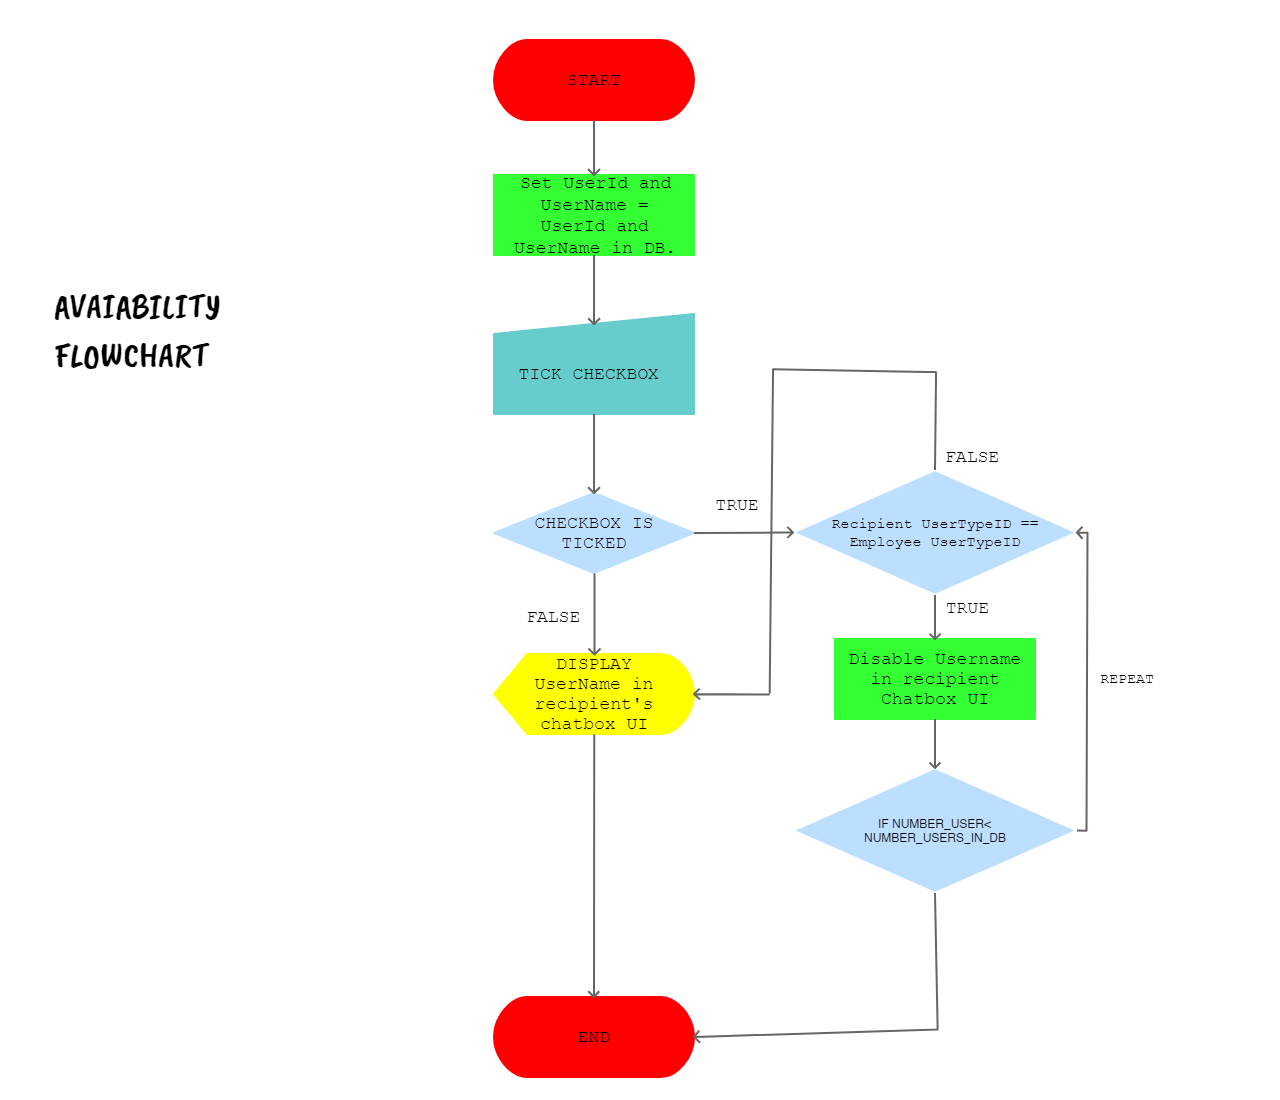 START
Set UserId and
UserName =
UserId and
UserName in DB.
AVAIABILITY
FLOWCHART
TICK CHECKBOX
FALSE
TRUE
CHECKBOX IS
TICKED
Recipient UserTypeID ==
Employee UserTypeID
FALSE
TRUE
DISPLAY
UserName in
recipient's
chatbox UI
Disable Username
in recipient
Chatbox UI
REPEAT
IF NUMBER_USER<
NUMBER_USERS_IN_DB
END